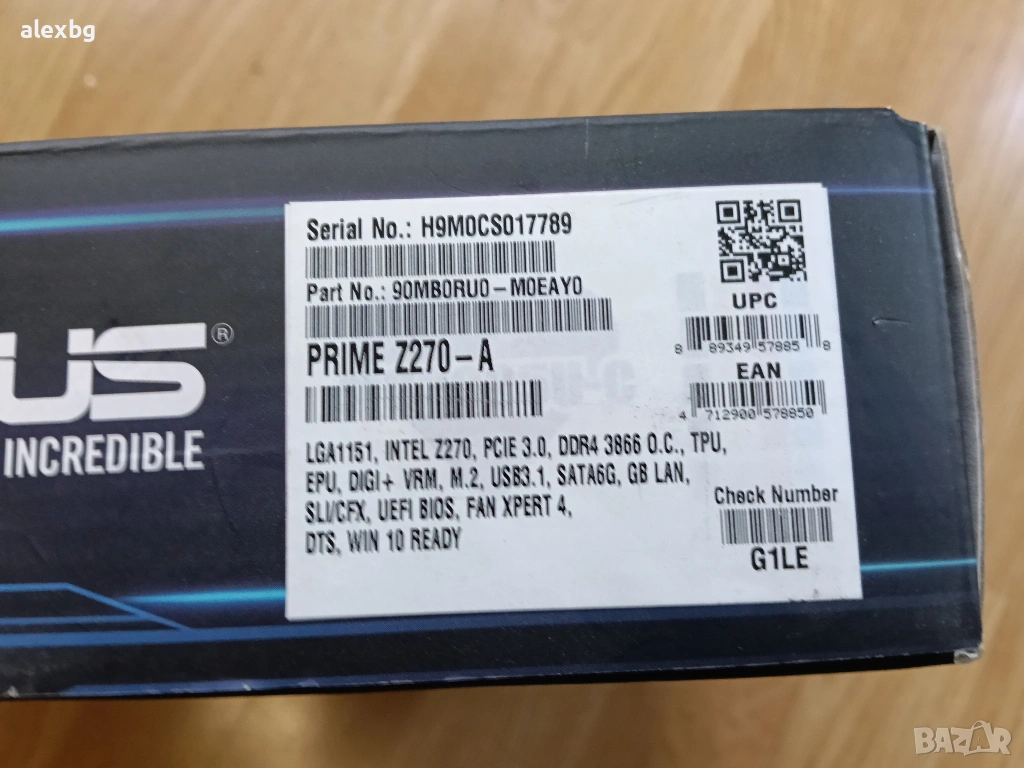 alexbg
Serial No.: H9M0CS017789
Part No.: 90MB0RU0-M0EAY0
UPC
8 89349 57885 8
PRIME Z270-A
EAN
4 712900 578850
US®
INCREDIBLE
LGA1151, INTEL Z270, PCIE 3.0, DDR4 3866 O.C., TPU,
EPU, DIGI+ VRM, M.2, USB3.1, SATA6G, GB LAN,
SLI/CFX, UEFI BIOS, FAN XPERT 4,
DTS, WIN 10 READY
Check Number
G1LE
BAZAR